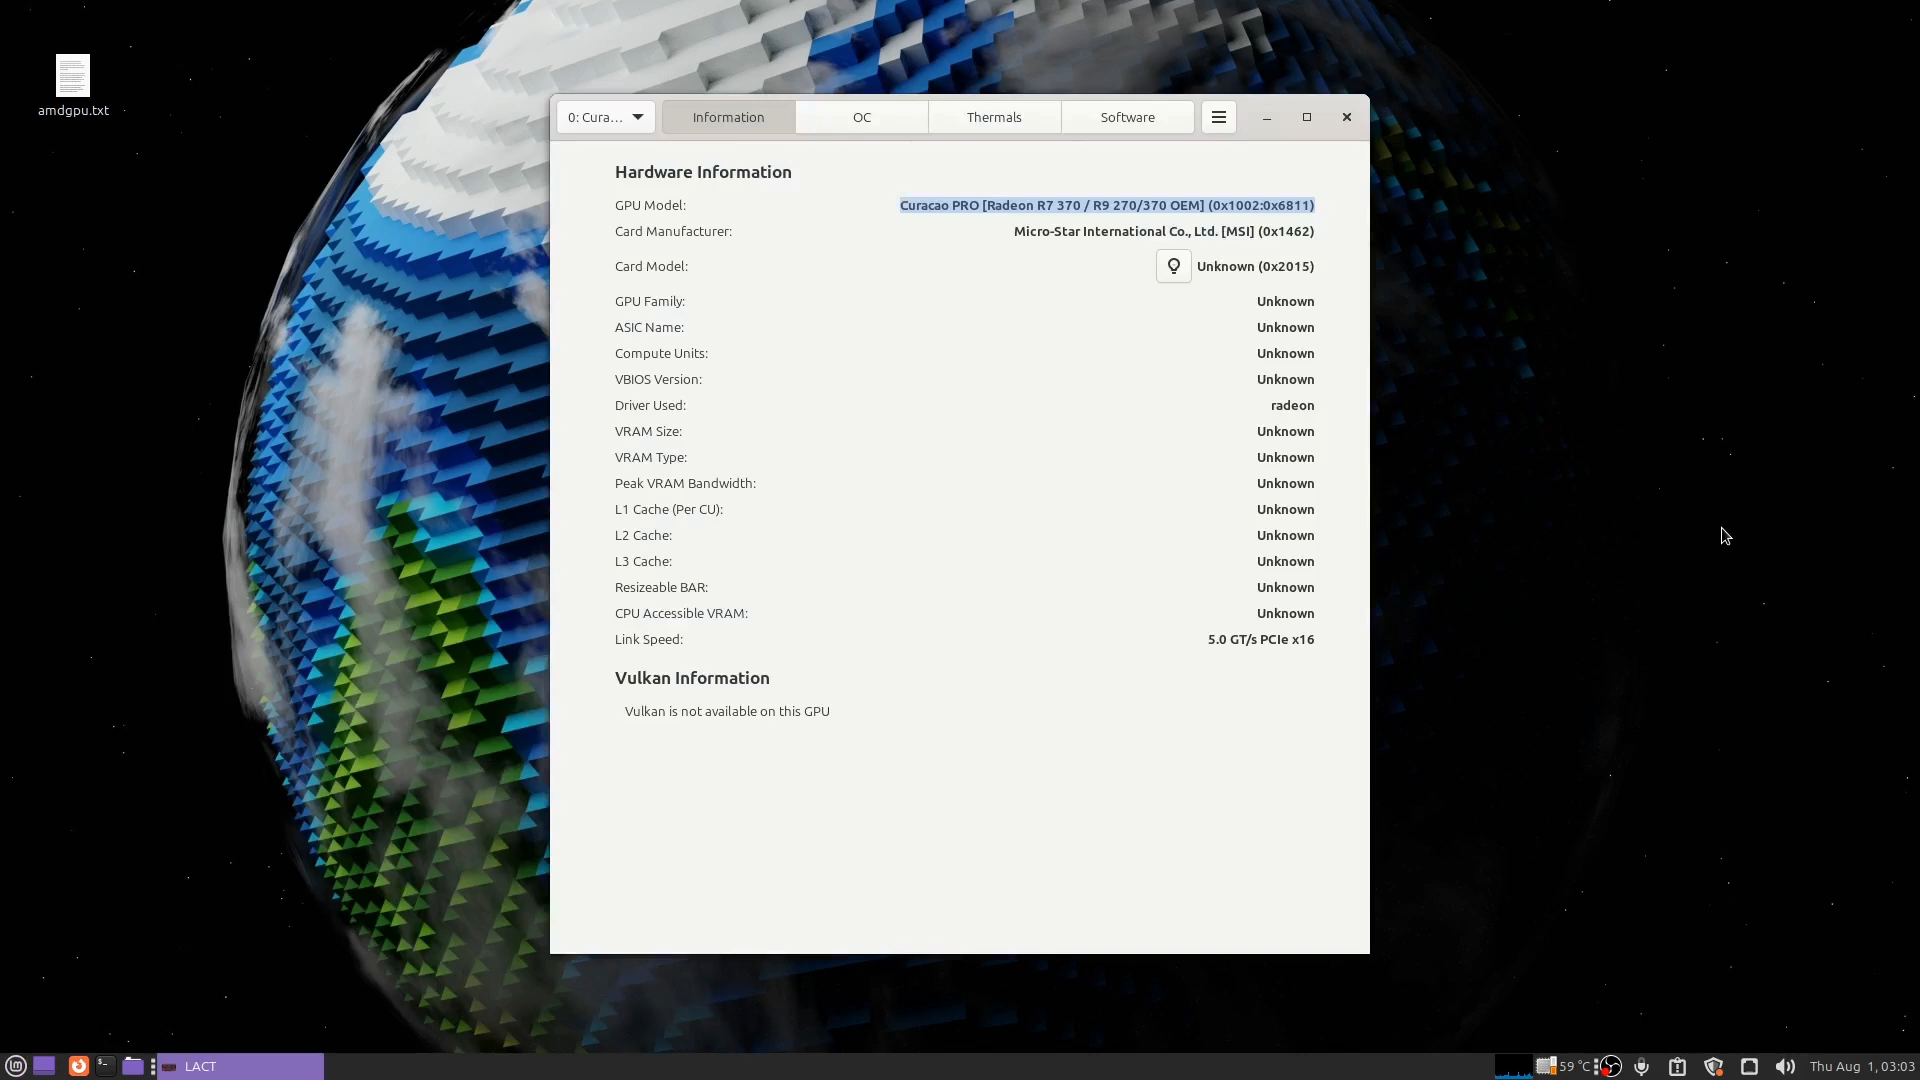 amdgpu.txt
0: Cura...
Information
OC
Thermals
Software
Hardware Information
GPU Model: Curacao PRO [Radeon R7 370 / R9 270/370 OEM] (0x1002:0x6811)
Card Manufacturer: Micro-Star International Co., Ltd. [MSI] (0x1462)
Card Model: Unknown (0x2015)
GPU Family: Unknown
ASIC Name: Unknown
Compute Units: Unknown
VBIOS Version: Unknown
Driver Used: radeon
VRAM Size: Unknown
VRAM Type: Unknown
Peak VRAM Bandwidth: Unknown
L1 Cache (Per CU): Unknown
L2 Cache: Unknown
L3 Cache: Unknown
Resizeable BAR: Unknown
CPU Accessible VRAM: Unknown
Link Speed: 5.0 GT/s PCIe x16
Vulkan Information
Vulkan is not available on this GPU
LACT
59 °C
Thu Aug 1, 03:03